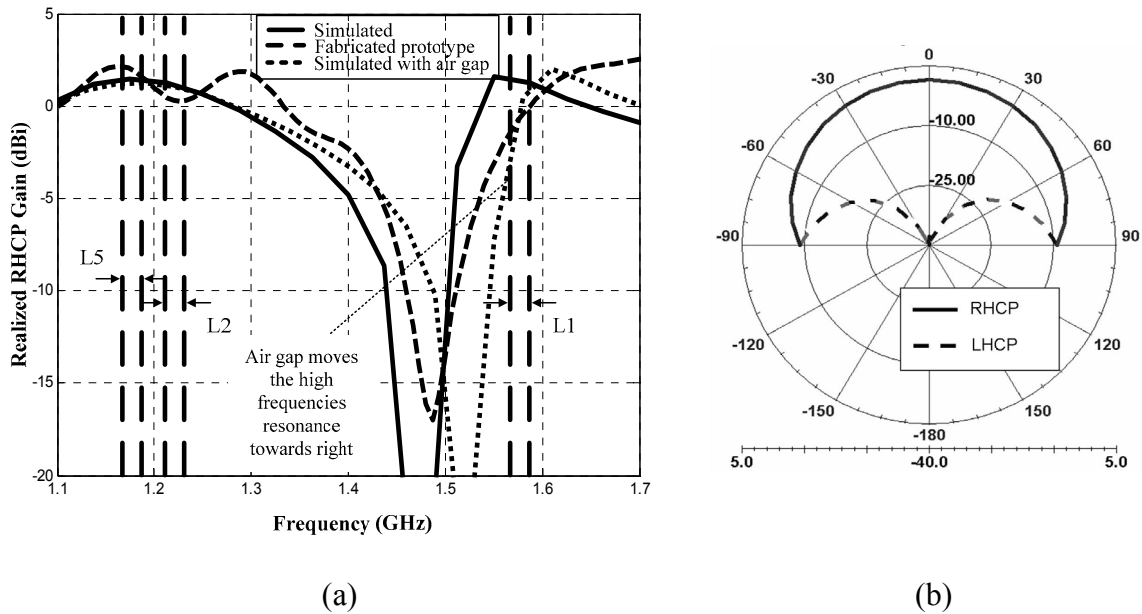 5
0
-5
-10
-15
-20
1.1
1.2
1.3
1.4
1.5
1.6
1.7
Realized RHCP Gain (dBi)
Frequency (GHz)
Simulated
Fabricated prototype
Simulated with air gap
L5
L2
L1
Air gap moves
the high
frequencies
resonance
towards right
(a)
0
-30
30
-60
60
-90
90
-120
120
-150
150
-180
-10.00
-25.00
RHCP
LHCP
5.0
-40.0
5.0
(b)